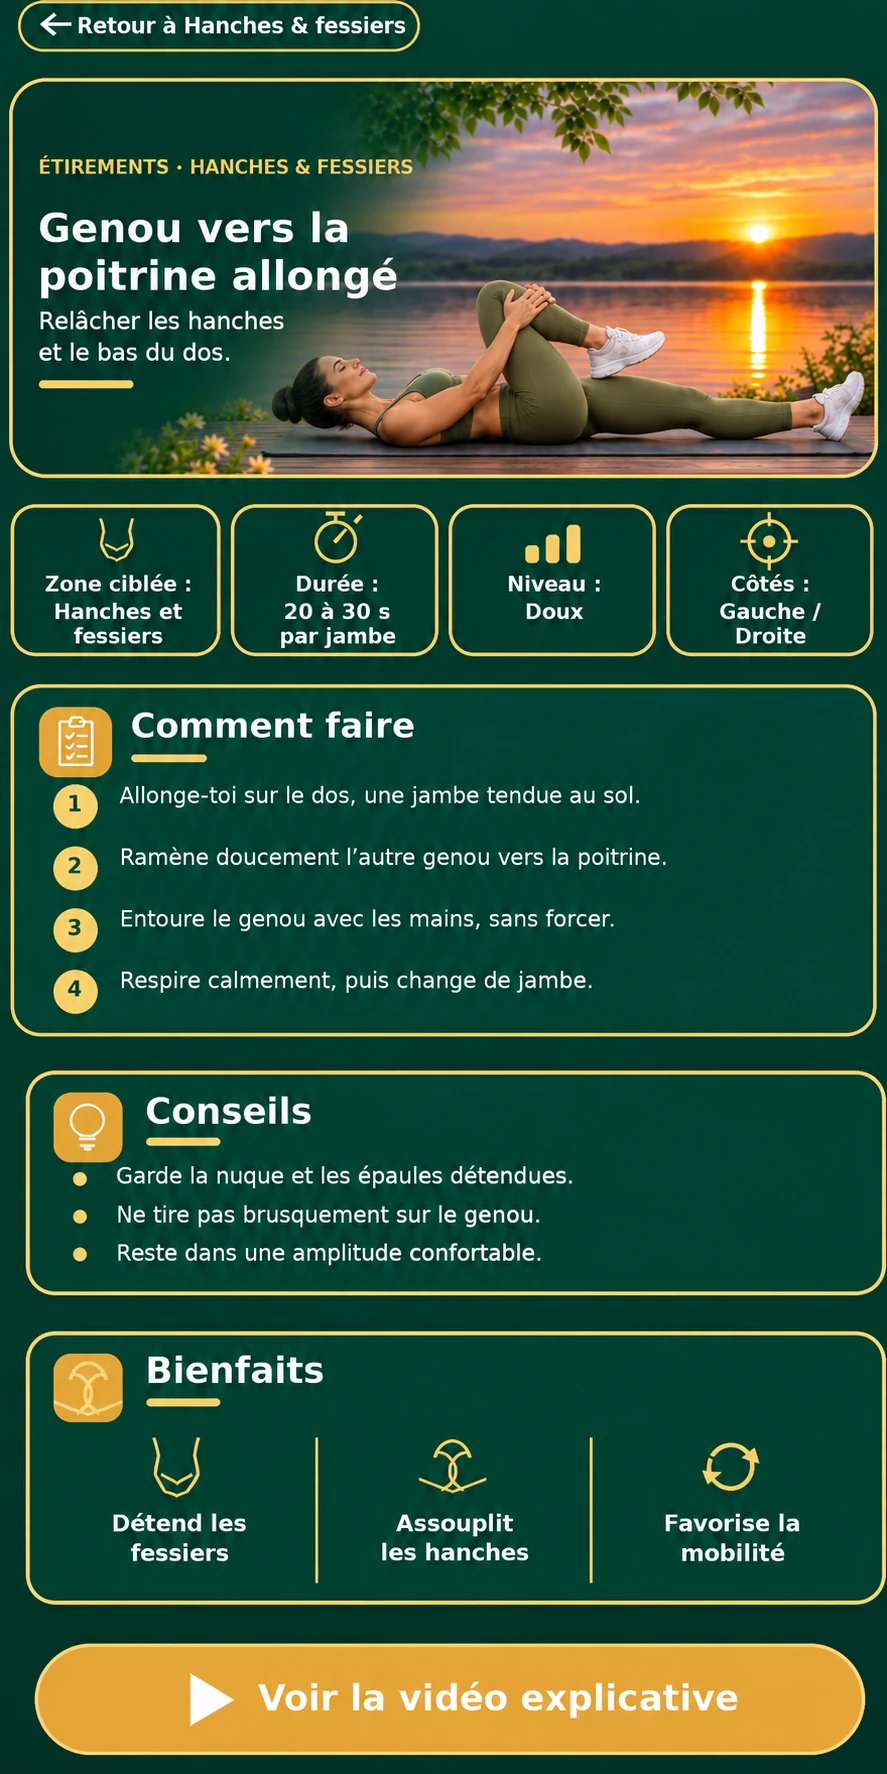 ← Retour à Hanches & fessiers
ÉTIREMENTS · HANCHES & FESSIERS
Genou vers la
poitrine allongé
Relâcher les hanches
et le bas du dos.
Zone ciblée :
Hanches et
fessiers
Durée :
20 à 30 s
par jambe
Niveau :
Doux
Côtés :
Gauche /
Droite
Comment faire
1 Allonge-toi sur le dos, une jambe tendue au sol.
2 Ramène doucement l’autre genou vers la poitrine.
3 Entoure le genou avec les mains, sans forcer.
4 Respire calmement, puis change de jambe.
Conseils
• Garde la nuque et les épaules détendues.
• Ne tire pas brusquement sur le genou.
• Reste dans une amplitude confortable.
Bienfaits
Détend les
fessiers
Assouplit
les hanches
Favorise la
mobilité
Voir la vidéo explicative